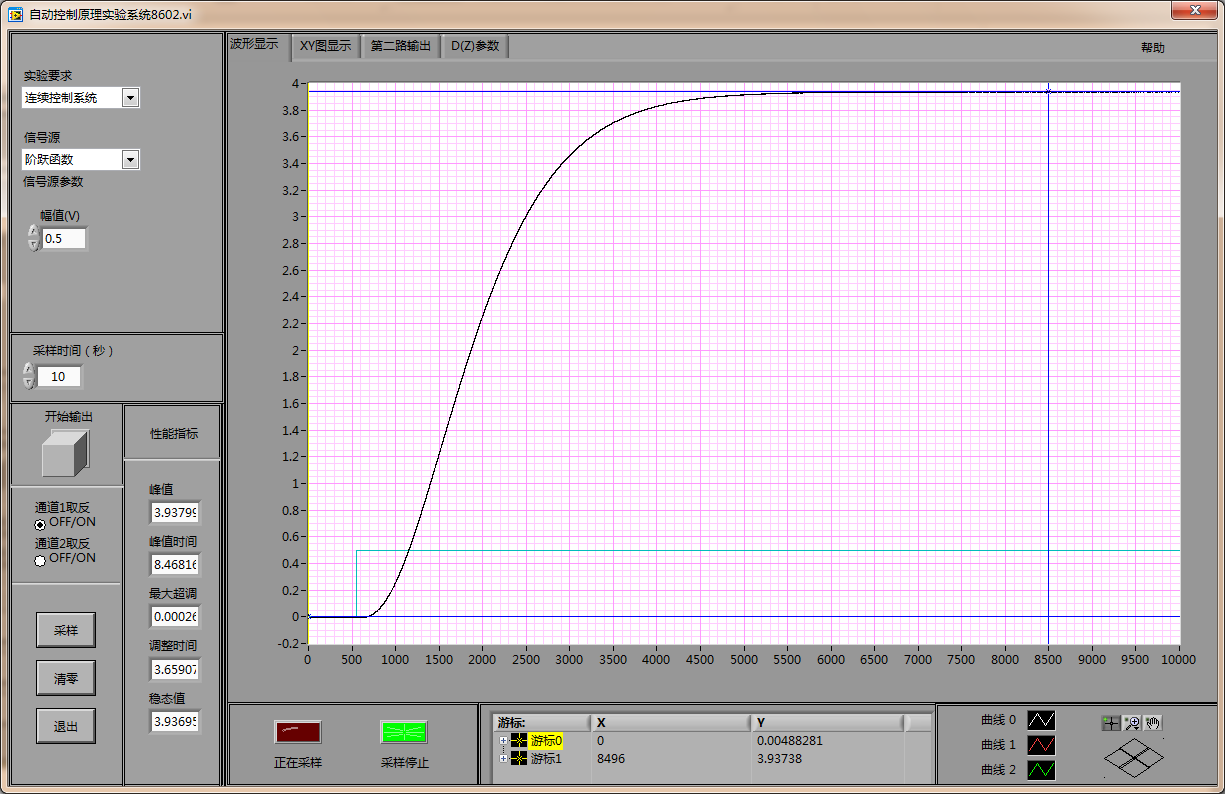 自动控制原理实验系统8602.vi
波形显示 XY图显示 第二路输出 D(Z)参数 帮助
实验要求
连续控制系统
信号源
阶跃函数
信号源参数
幅值(V)
0.5
采样时间（秒）
10
开始输出
性能指标
通道1取反
OFF/ON
通道2取反
OFF/ON
采样
清零
退出
峰值
3.93799
峰值时间
8.46816
最大超调
0.00026
调整时间
3.65907
稳态值
3.93695
4
3.8
3.6
3.4
3.2
3
2.8
2.6
2.4
2.2
2
1.8
1.6
1.4
1.2
1
0.8
0.6
0.4
0.2
0
-0.2
0 500 1000 1500 2000 2500 3000 3500 4000 4500 5000 5500 6000 6500 7000 7500 8000 8500 9000 9500 10000
正在采样 采样停止
游标: X Y
游标0 0 0.00488281
游标1 8496 3.93738
曲线 0
曲线 1
曲线 2